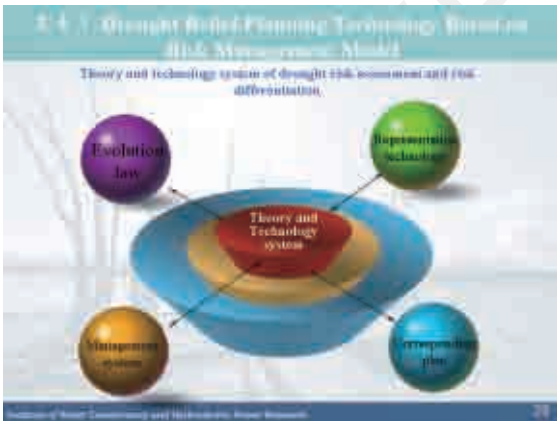 Drought Relief Planning Technology Based on
Risk Management Model
Theory and technology system of drought risk assessment and risk
differentiation
Evolution
law
Representation
technology
Theory and
Technology
system
Management
system
Corresponding
plan
Institute of Water Conservancy and Hydroelectric Power Research